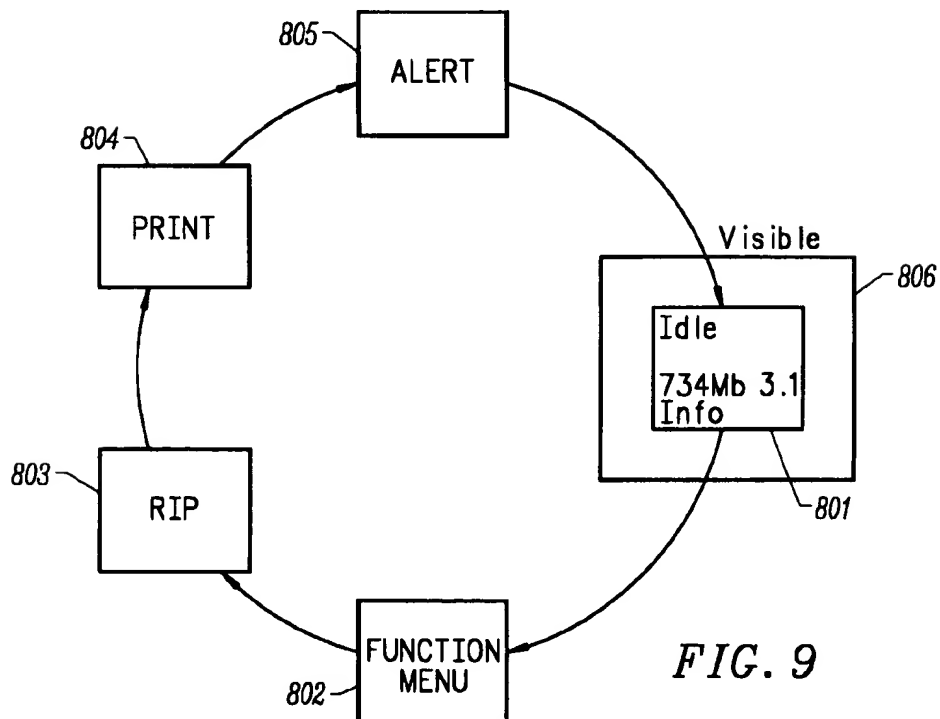 805
ALERT
804
PRINT
Visible
806
Idle
734Mb 3.1
Info
801
803
RIP
FUNCTION
MENU
802
FIG. 9